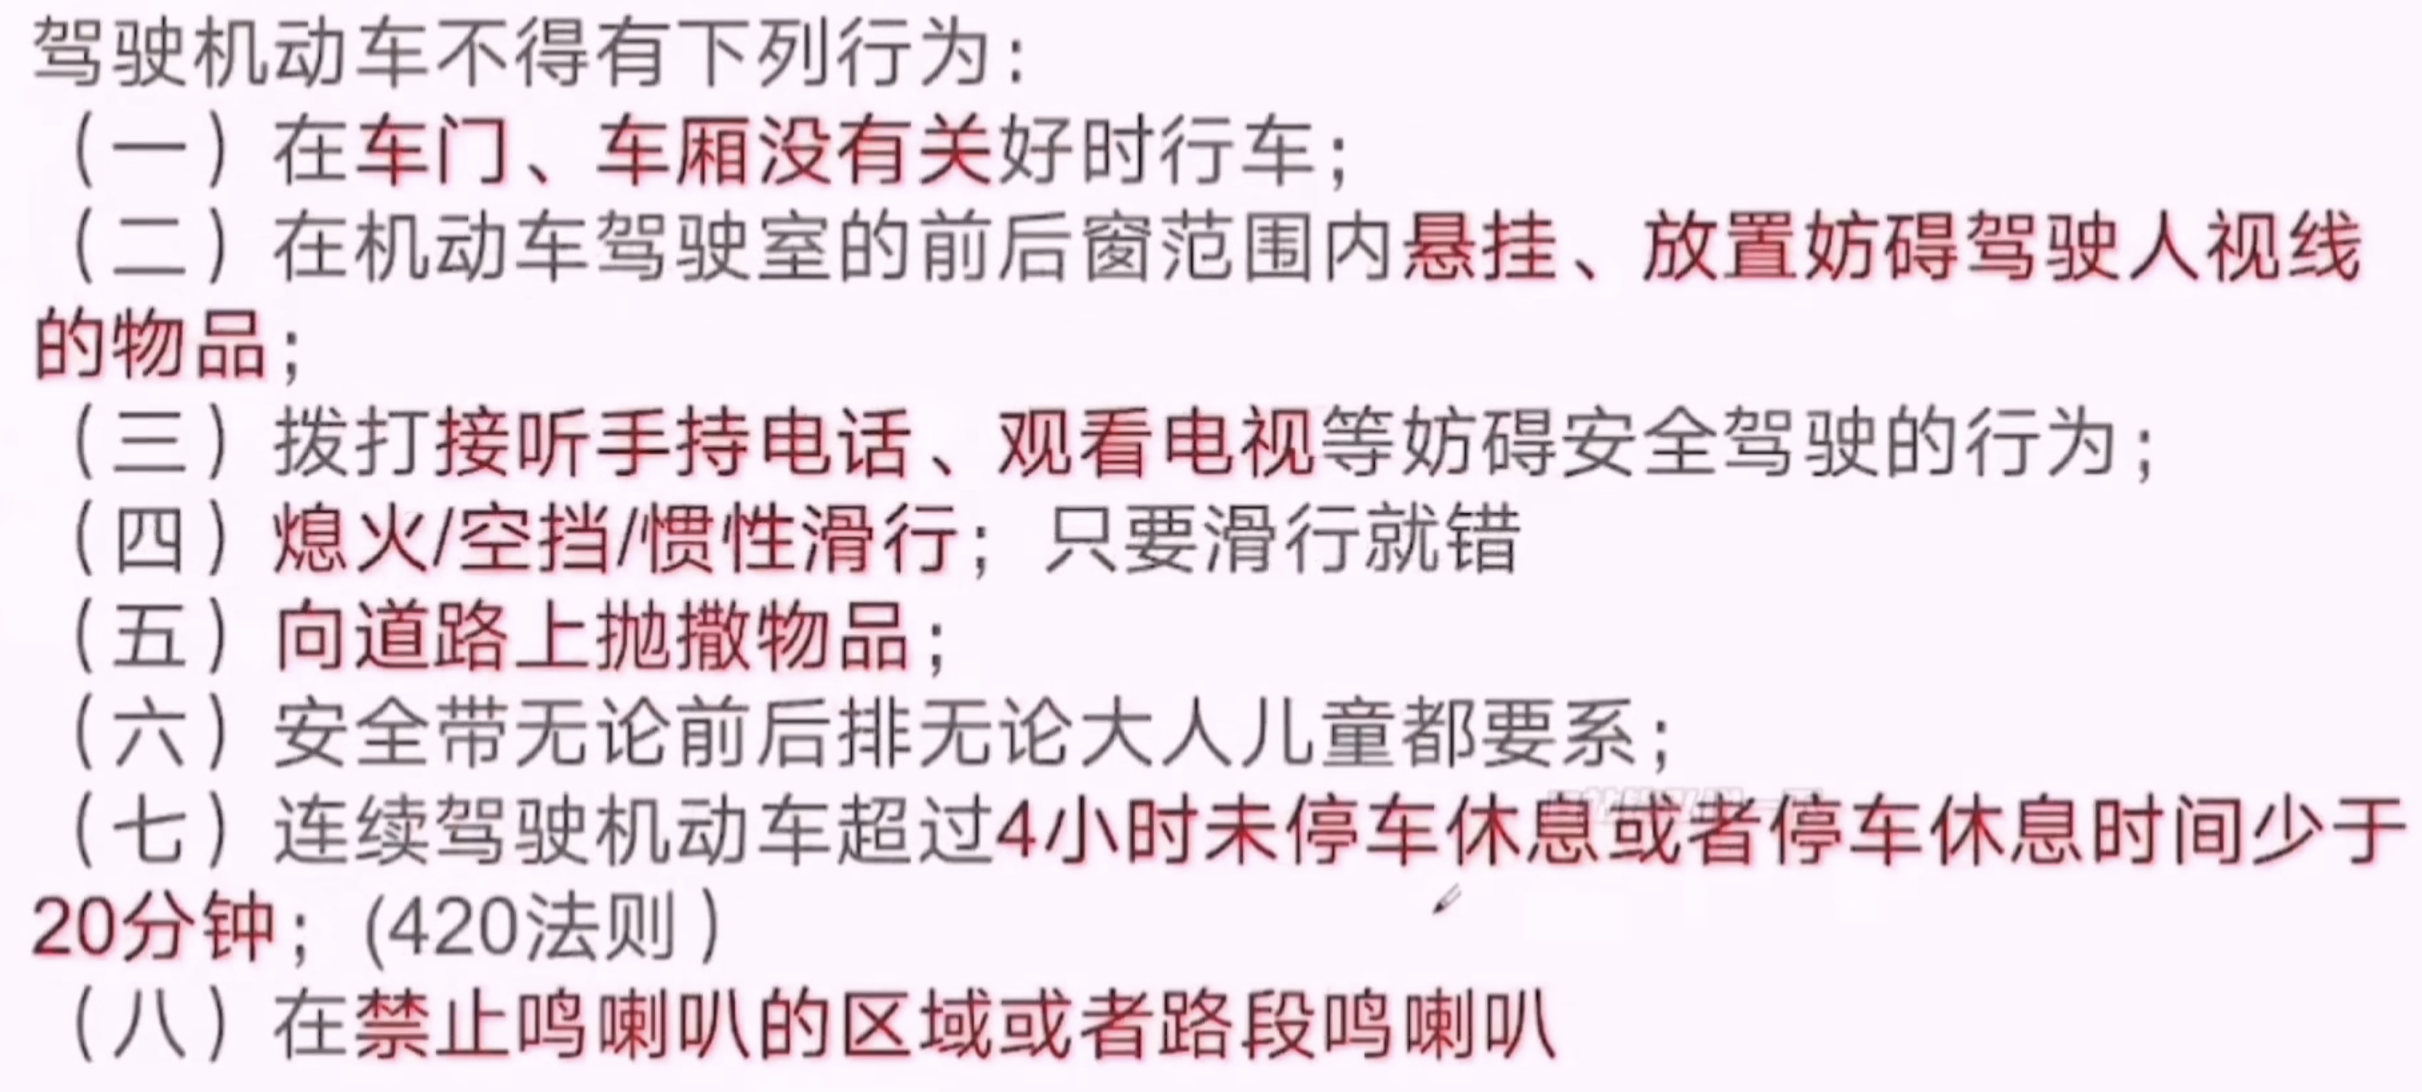 驾驶机动车不得有下列行为：
（一）在车门、车厢没有关好时行车；
（二）在机动车驾驶室的前后窗范围内悬挂、放置妨碍驾驶人视线
的物品；
（三）拨打接听手持电话、观看电视等妨碍安全驾驶的行为；
（四）熄火/空挡/惯性滑行；只要滑行就错
（五）向道路上抛撒物品；
（六）安全带无论前后排无论大人儿童都要系；
（七）连续驾驶机动车超过4小时未停车休息或者停车休息时间少于
20分钟；(420法则）
（八）在禁止鸣喇叭的区域或者路段鸣喇叭